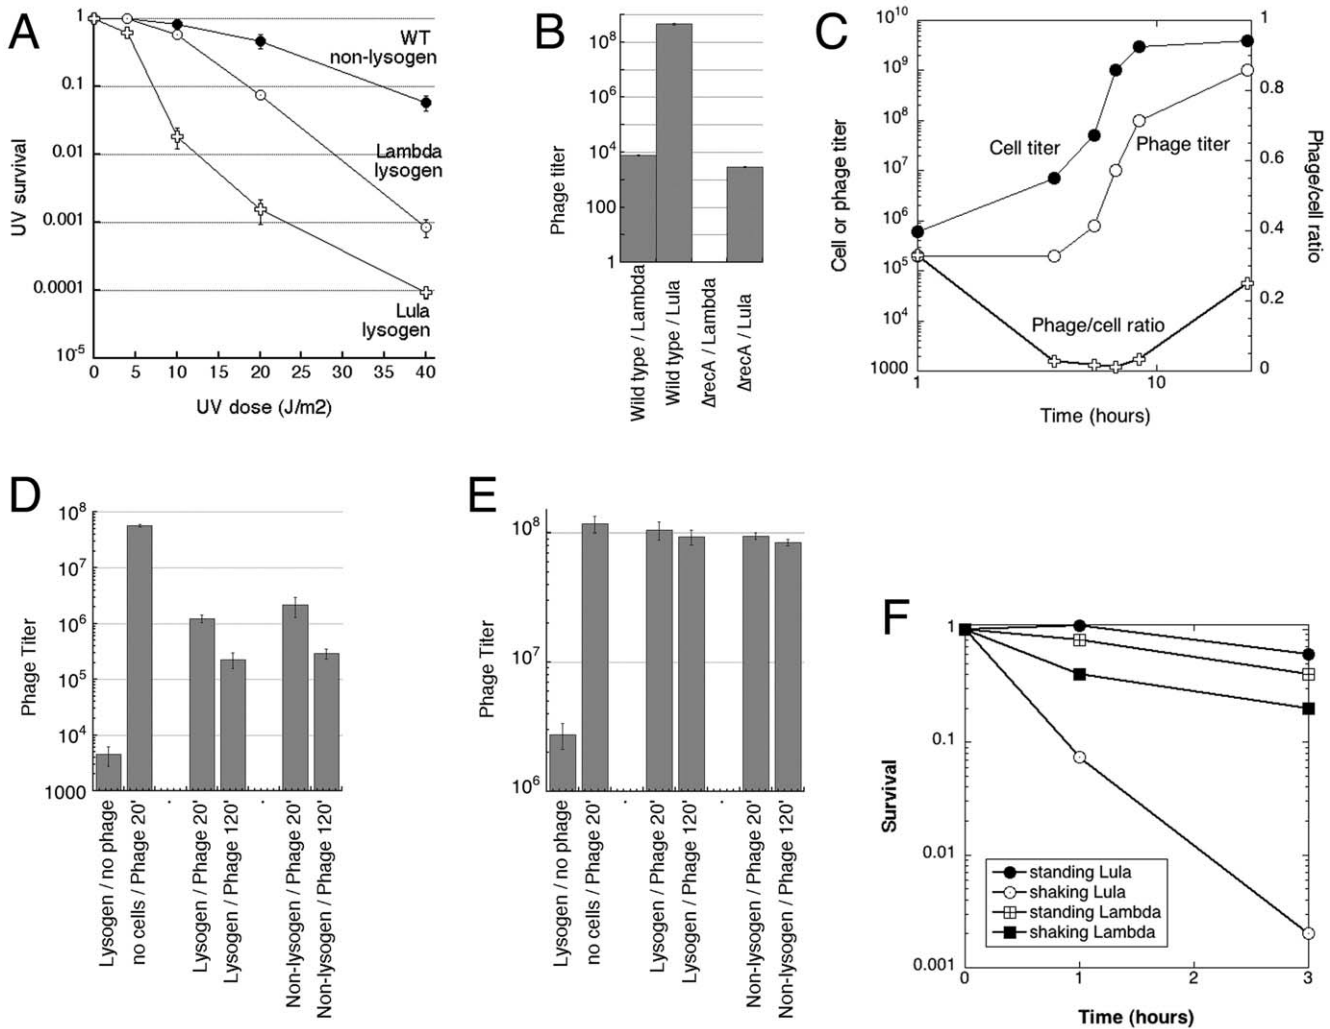 A
1
0.1
0.01
0.001
0.0001
10-5
UV survival
WT
non-lysogen
Lambda
lysogen
Lula
lysogen
0 5 10 15 20 25 30 35 40
UV dose (J/m2)
B
10⁸
10⁶
10⁴
100
1
Phage titer
Wild type / Lambda
Wild type / Lula
ΔrecA / Lambda
ΔrecA / Lula
C
10¹⁰
10⁹
10⁸
10⁷
10⁶
10⁵
10⁴
1000
Cell or phage titer
Cell titer
Phage titer
Phage/cell ratio
1
0.8
0.6
0.4
0.2
0
Phage/cell
ratio
1 10
Time (hours)
D
10⁸
10⁷
10⁶
10⁵
10⁴
1000
Phage Titer
Lysogen / no phage
no cells / Phage 20'
Lysogen / Phage 20'
Lysogen / Phage 120'
Non-lysogen / Phage 20'
Non-lysogen / Phage 120'
E
10⁸
10⁷
10⁶
Phage Titer
Lysogen / no phage
no cells / Phage 20'
Lysogen / Phage 20'
Lysogen / Phage 120'
Non-lysogen / Phage 20'
Non-lysogen / Phage 120'
F
1
0.1
0.01
0.001
Survival
standing Lula
shaking Lula
standing Lambda
shaking Lambda
0 1 2 3
Time (hours)